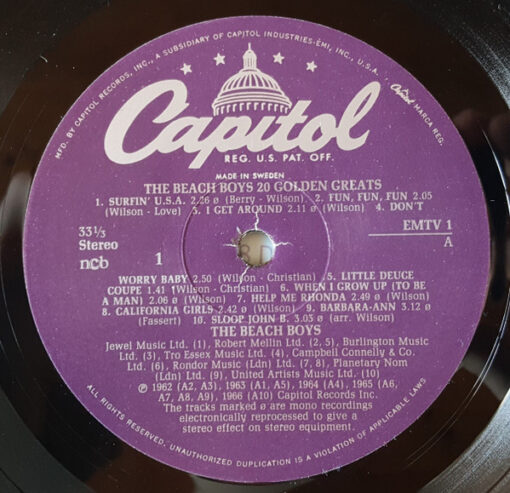 MFD. BY CAPITOL RECORDS, INC., A SUBSIDIARY OF CAPITOL INDUSTRIES-EMI, INC., U.S.A.
Capitol MARCA REG.
Capitol
REG. U.S. PAT. OFF.
MADE IN SWEDEN
THE BEACH BOYS 20 GOLDEN GREATS
1. SURFIN' U.S.A. 2.26 ø (Berry - Wilson) 2. FUN, FUN, FUN 2.05
(Wilson - Love) 3. I GET AROUND 2.11 ø (Wilson) 4. DON'T
33⅓
Stereo
EMTV 1
A
ncb
1
WORRY BABY 2.50 (Wilson - Christian) 5. LITTLE DEUCE
COUPE 1.41 (Wilson - Christian) 6. WHEN I GROW UP (TO BE
A MAN) 2.06 ø (Wilson) 7. HELP ME RHONDA 2.49 ø (Wilson)
8. CALIFORNIA GIRLS 2.42 ø (Wilson) 9. BARBARA-ANN 3.12 ø
(Fassert) 10. SLOOP JOHN B. 3.03 ø (arr. Wilson)
THE BEACH BOYS
Jewel Music Ltd. (1), Robert Mellin Ltd. (2, 5), Burlington Music
Ltd. (3), Tro Essex Music Ltd. (4), Campbell Connelly & Co.
Ltd. (6), Rondor Music (Ldn) Ltd. (7, 8), Planetary Nom
(Ldn) Ltd. (9), United Artists Music Ltd. (10)
℗ 1962 (A2, A3), 1963 (A1, A5), 1964 (A4), 1965 (A6,
A7, A8, A9), 1966 (A10) Capitol Records Inc.
The tracks marked ø are mono recordings
electronically reprocessed to give a
stereo effect on stereo equipment.
ALL RIGHTS RESERVED. UNAUTHORIZED DUPLICATION IS A VIOLATION OF APPLICABLE LAWS